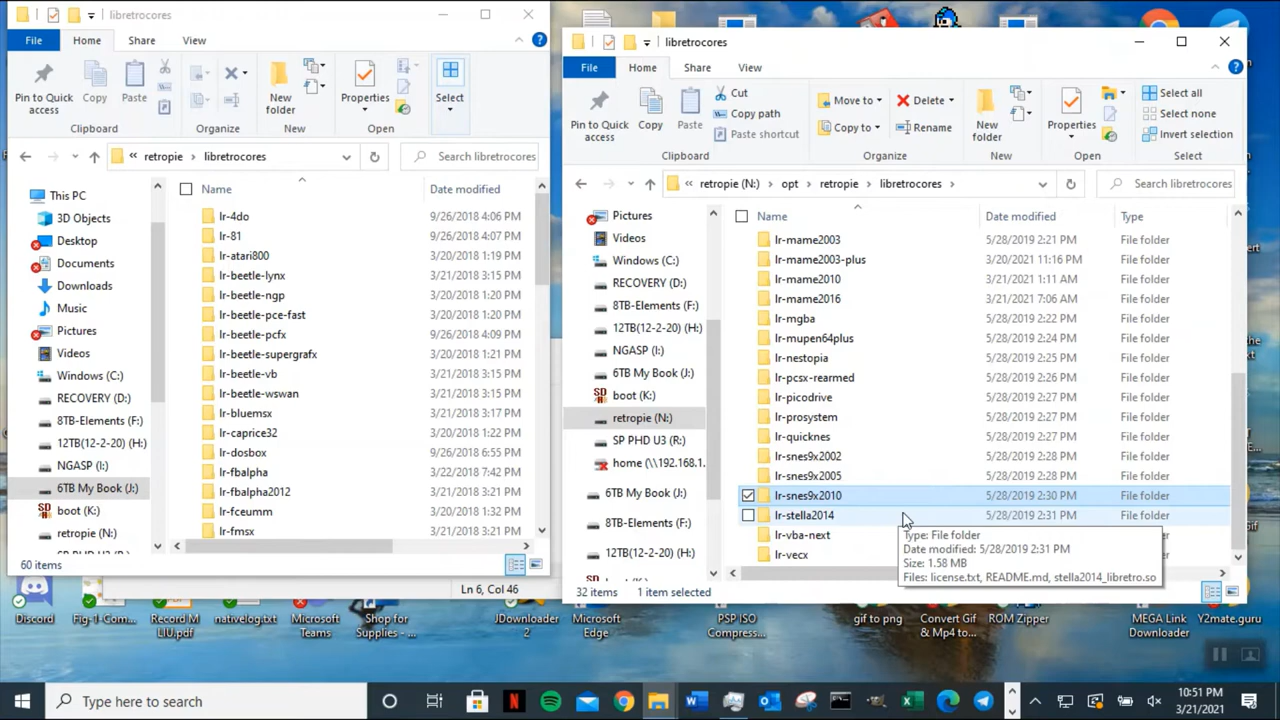 libretrocores
File Home Share View
Pin to Quick access
Copy
Paste
Clipboard
Organize
New folder
New
Properties
Open
Select
retropie libretrocores
Search libretrocores
This PC
3D Objects
Desktop
Documents
Downloads
Music
Pictures
Videos
Windows (C:)
RECOVERY (D:)
8TB-Elements (F:)
12TB(12-2-20) (H:)
NGASP (I:)
6TB My Book (J:)
boot (K:)
retropie (N:)
Name Date modified
lr-4do 9/26/2018 4:06 PM
lr-81 9/26/2018 4:07 PM
lr-atari800 3/20/2018 1:19 PM
lr-beetle-lynx 3/21/2018 3:15 PM
lr-beetle-ngp 3/20/2018 1:20 PM
lr-beetle-pce-fast 3/20/2018 1:20 PM
lr-beetle-pcfx 9/26/2018 4:09 PM
lr-beetle-supergrafx 3/20/2018 1:21 PM
lr-beetle-vb 3/21/2018 3:15 PM
lr-beetle-wswan 3/21/2018 3:15 PM
lr-bluemsx 3/21/2018 3:17 PM
lr-caprice32 3/20/2018 1:22 PM
lr-dosbox 9/26/2018 6:55 PM
lr-fbalpha 3/22/2018 7:42 PM
lr-fbalpha2012 3/21/2018 3:21 PM
lr-fceumm 3/20/2018 1:32 PM
lr-fmsx 3/21/2018 3:21 PM
60 items
Ln 6, Col 46
libretrocores
File Home Share View
Pin to Quick access
Copy
Paste
Cut
Copy path
Paste shortcut
Clipboard
Move to
Copy to
Delete
Rename
Organize
New folder
New
Properties
Open
Select all
Select none
Invert selection
Select
retropie (N:) opt retropie libretrocores
Search libretrocores
Pictures
Videos
Windows (C:)
RECOVERY (D:)
8TB-Elements (F:)
12TB(12-2-20) (H:)
NGASP (I:)
6TB My Book (J:)
boot (K:)
retropie (N:)
SP PHD U3 (R:)
home (\\192.168.1.
6TB My Book (J:)
8TB-Elements (F:)
12TB(12-2-20) (H:)
Name Date modified Type
lr-mame2003 5/28/2019 2:21 PM File folder
lr-mame2003-plus 3/20/2021 11:16 PM File folder
lr-mame2010 3/21/2021 1:11 AM File folder
lr-mame2016 3/21/2021 7:06 AM File folder
lr-mgba 5/28/2019 2:22 PM File folder
lr-mupen64plus 5/28/2019 2:24 PM File folder
lr-nestopia 5/28/2019 2:25 PM File folder
lr-pcsx-rearmed 5/28/2019 2:26 PM File folder
lr-picodrive 5/28/2019 2:27 PM File folder
lr-prosystem 5/28/2019 2:27 PM File folder
lr-quicknes 5/28/2019 2:27 PM File folder
lr-snes9x2002 5/28/2019 2:28 PM File folder
lr-snes9x2005 5/28/2019 2:28 PM File folder
lr-snes9x2010 5/28/2019 2:30 PM File folder
lr-stella2014 5/28/2019 2:31 PM File folder
lr-vba-next
lr-vecx
Type: File folder
Date modified: 5/28/2019 2:31 PM
Size: 1.58 MB
Files: license.txt, README.md, stella2014_libretro.so
32 items 1 item selected
Discord
Fig-1-Com...
Record M LIU.pdf
nativelog.txt
Microsoft Teams
Shop for Supplies - ...
JDownloader 2
Microsoft Edge
PSP ISO Compress...
gif to png
Convert Gif & Mp4 to...
ROM Zipper
MEGA Link Downloader
Y2mate.guru
Type here to search
10:51 PM
3/21/2021